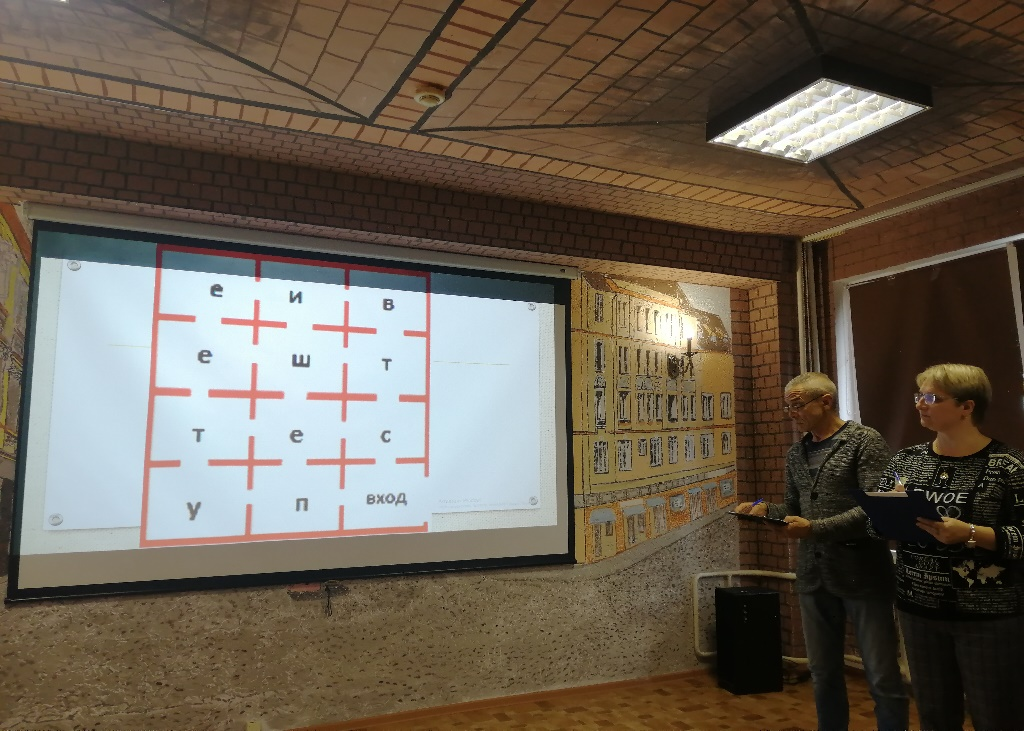 е и в
е ш т
т е с
у п вход
WOE